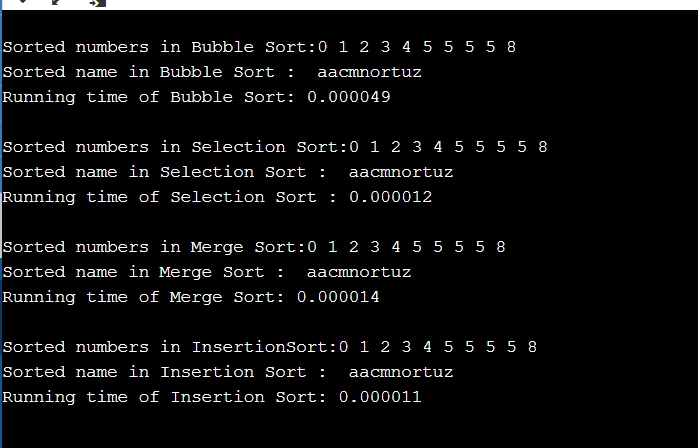 Sorted numbers in Bubble Sort:0 1 2 3 4 5 5 5 5 8
Sorted name in Bubble Sort :  aacmnortuz
Running time of Bubble Sort: 0.000049
Sorted numbers in Selection Sort:0 1 2 3 4 5 5 5 5 8
Sorted name in Selection Sort :  aacmnortuz
Running time of Selection Sort : 0.000012
Sorted numbers in Merge Sort:0 1 2 3 4 5 5 5 5 8
Sorted name in Merge Sort :  aacmnortuz
Running time of Merge Sort: 0.000014
Sorted numbers in InsertionSort:0 1 2 3 4 5 5 5 5 8
Sorted name in Insertion Sort :  aacmnortuz
Running time of Insertion Sort: 0.000011